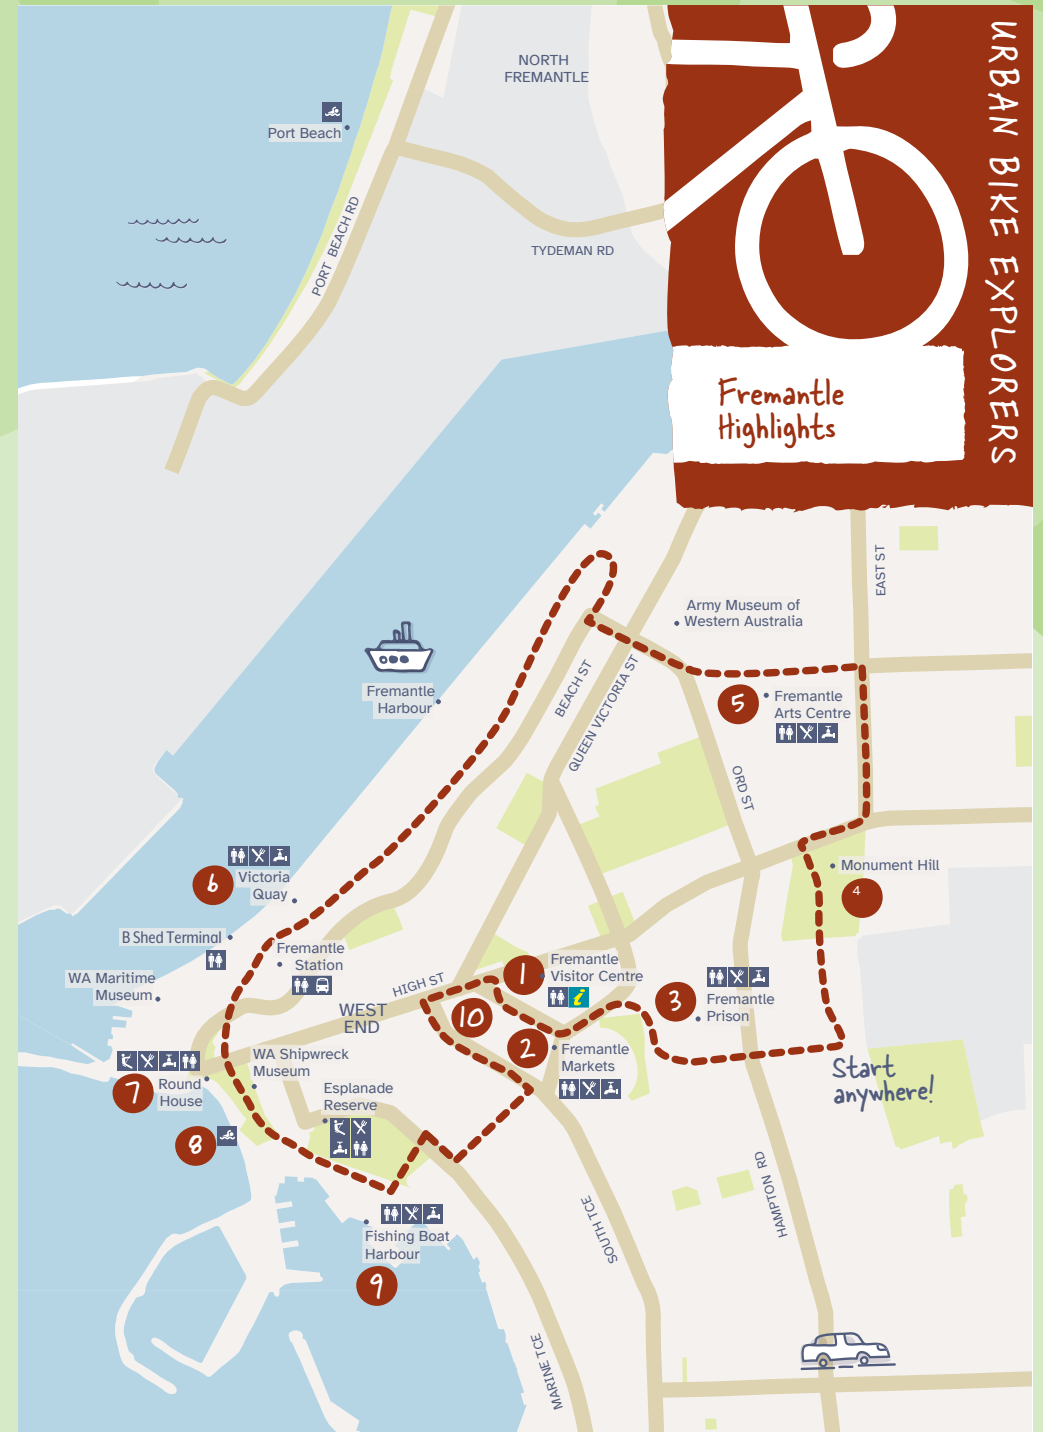 URBAN BIKE EXPLORERS
Fremantle
Highlights
NORTH
FREMANTLE
Port Beach
PORT BEACH RD
TYDEMAN RD
EAST ST
Army Museum of
Western Australia
Fremantle
Harbour
BEACH ST
QUEEN VICTORIA ST
5
Fremantle
Arts Centre
ORD ST
6
Victoria
Quay
Monument Hill
4
B Shed Terminal
Fremantle
Station
WA Maritime
Museum
HIGH ST
WEST
END
1
Fremantle
Visitor Centre
i
10
2
Fremantle
Markets
3
Fremantle
Prison
Start
anywhere!
WA Shipwreck
Museum
7
Round
House
Esplanade
Reserve
8
Fishing Boat
Harbour
9
SOUTH TCE
HAMPTON RD
MARINE TCE